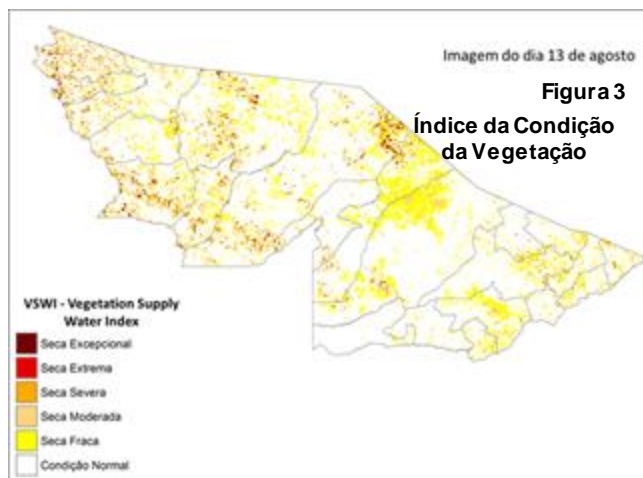 Imagem do dia 13 de agosto
Figura 3
Índice da Condição
da Vegetação
VSWI - Vegetation Supply
Water Index
Seca Excepcional
Seca Extrema
Seca Severa
Seca Moderada
Seca Fraca
Condição Normal